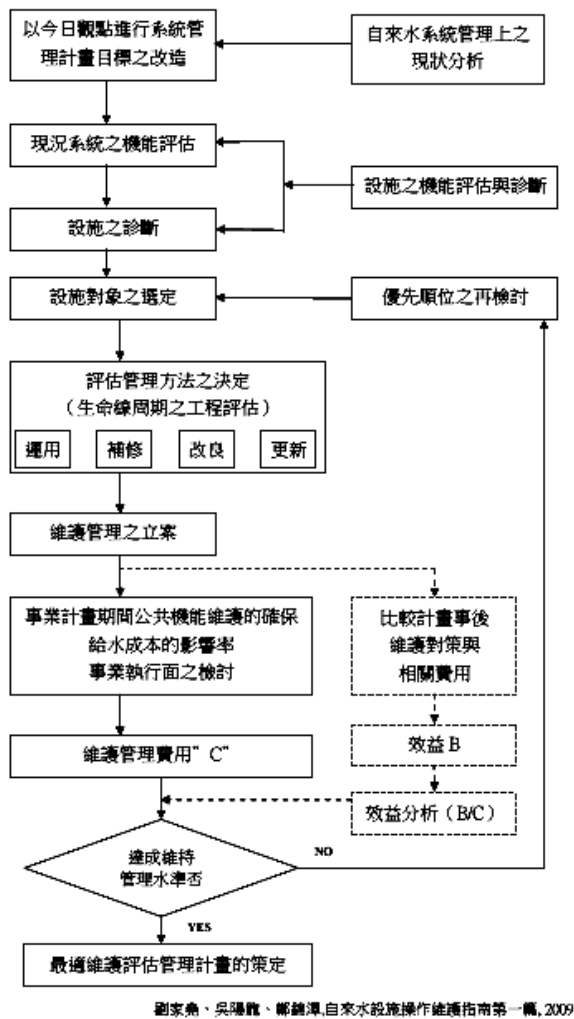 以今日觀點進行系統管
理計畫目標之改造
自來水系統管理上之
現狀分析
現況系統之機能評估
設施之機能評估與診斷
設施之診斷
設施對象之選定
優先順位之再檢討
評估管理方法之決定
（生命線周期之工程評估）
運用
補修
改良
更新
維護管理之立案
事業計畫期間公共機能維護的確保
給水成本的影響率
事業執行面之檢討
比較計畫事後
維護對策與
相關費用
維護管理費用”C”
效益 B
效益分析（B/C）
達成維持
管理水準否
NO
YES
最適維護評估管理計畫的策定
劉家堯、吳陽龍、鄭錦澤,自來水設施操作維護指南第一篇, 2009